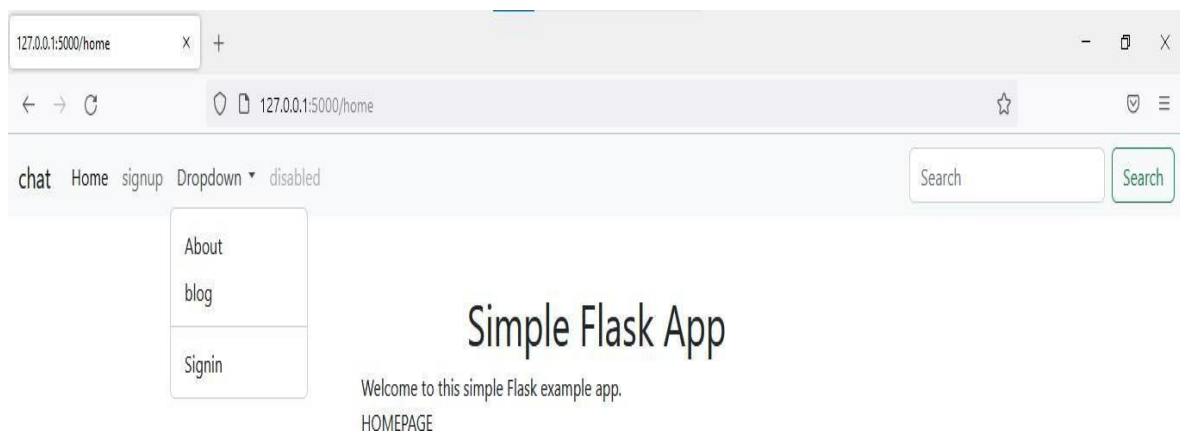 127.0.0.1:5000/home
127.0.0.1:5000/home
chat Home signup Dropdown disabled Search Search
About
blog
Signin
Simple Flask App
Welcome to this simple Flask example app.
HOMEPAGE